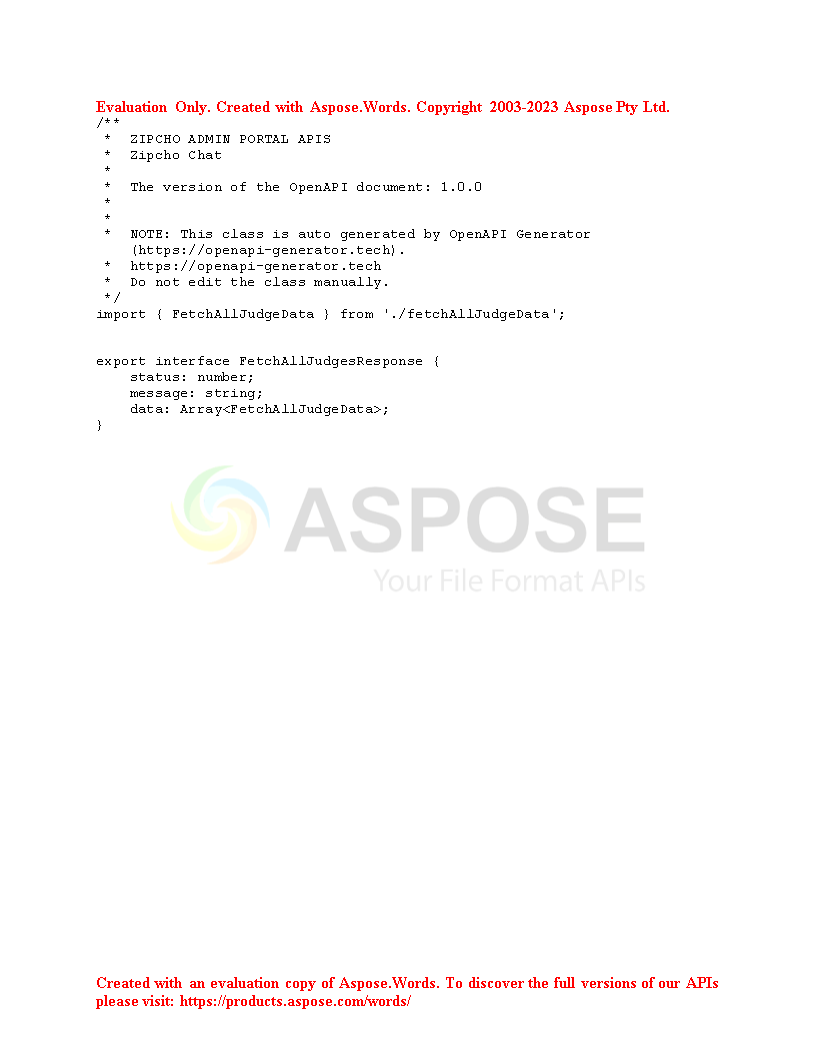 Evaluation Only. Created with Aspose.Words. Copyright 2003-2023 Aspose Pty Ltd.
/**
 *  ZIPCHO ADMIN PORTAL APIS
 *  Zipcho Chat
 *
 *  The version of the OpenAPI document: 1.0.0
 *
 *
 *  NOTE: This class is auto generated by OpenAPI Generator
    (https://openapi-generator.tech).
 *  https://openapi-generator.tech
 *  Do not edit the class manually.
 */
import { FetchAllJudgeData } from './fetchAllJudgeData';
export interface FetchAllJudgesResponse {
    status: number;
    message: string;
    data: Array<FetchAllJudgeData>;
}
ASPOSE
Your File Format APIs
Created with an evaluation copy of Aspose.Words. To discover the full versions of our APIs
please visit: https://products.aspose.com/words/